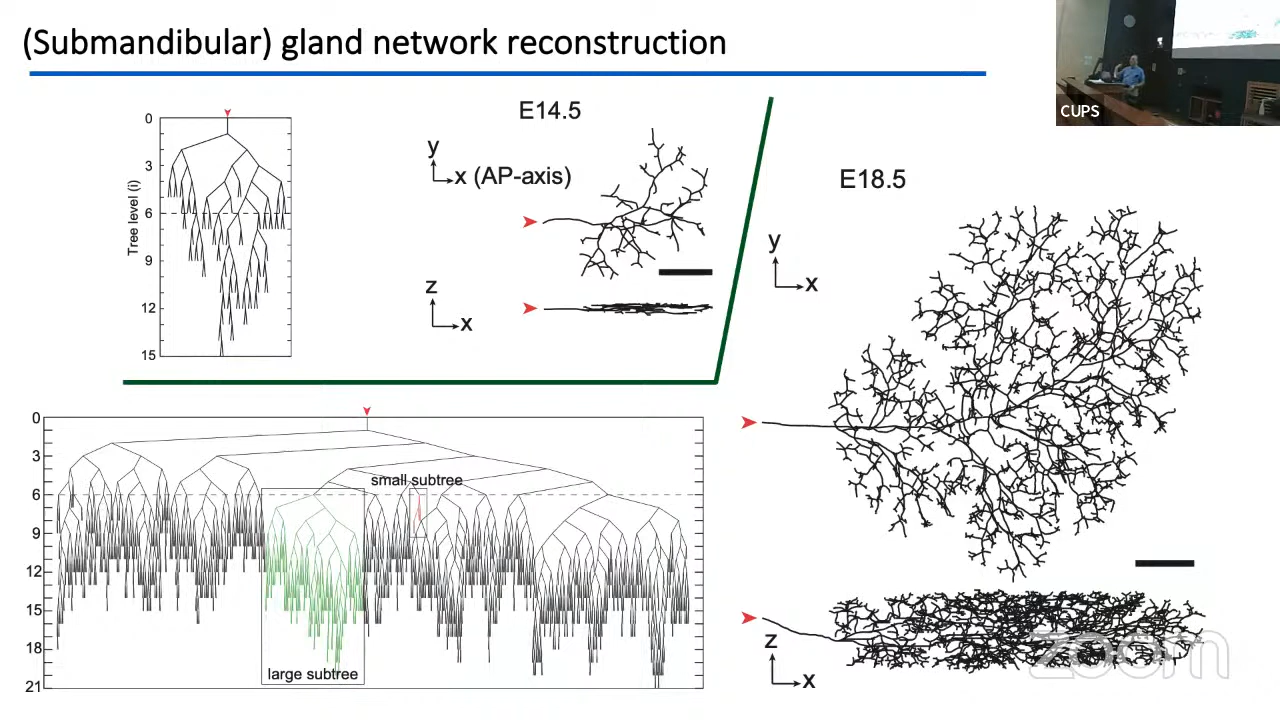 (Submandibular) gland network reconstruction
CUPS
E14.5
y
x (AP-axis)
z
x
Tree level (i)
0
3
6
9
12
15
E18.5
y
x
z
x
0
3
6
9
12
15
18
21
small subtree
large subtree
zoom